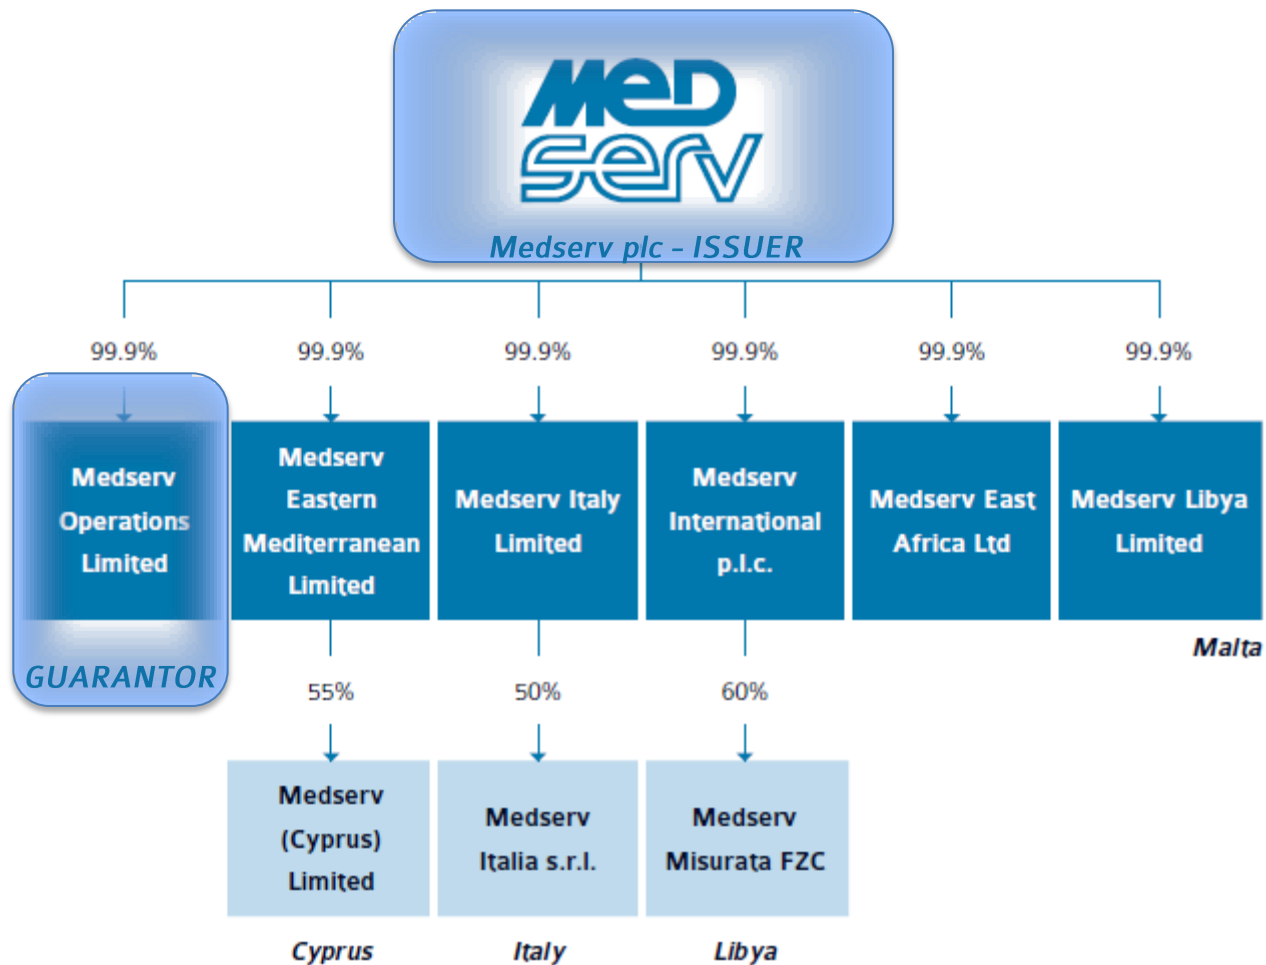 MED
serv
Medserv plc – ISSUER
99.9%
99.9%
99.9%
99.9%
99.9%
99.9%
Medserv
Operations
Limited
GUARANTOR
Medserv
Eastern
Mediterranean
Limited
Medserv Italy
Limited
Medserv
International
p.l.c.
Medserv East
Africa Ltd
Medserv Libya
Limited
Malta
55%
50%
60%
Medserv
(Cyprus)
Limited
Medserv
Italia s.r.l.
Medserv
Misurata FZC
Cyprus
Italy
Libya